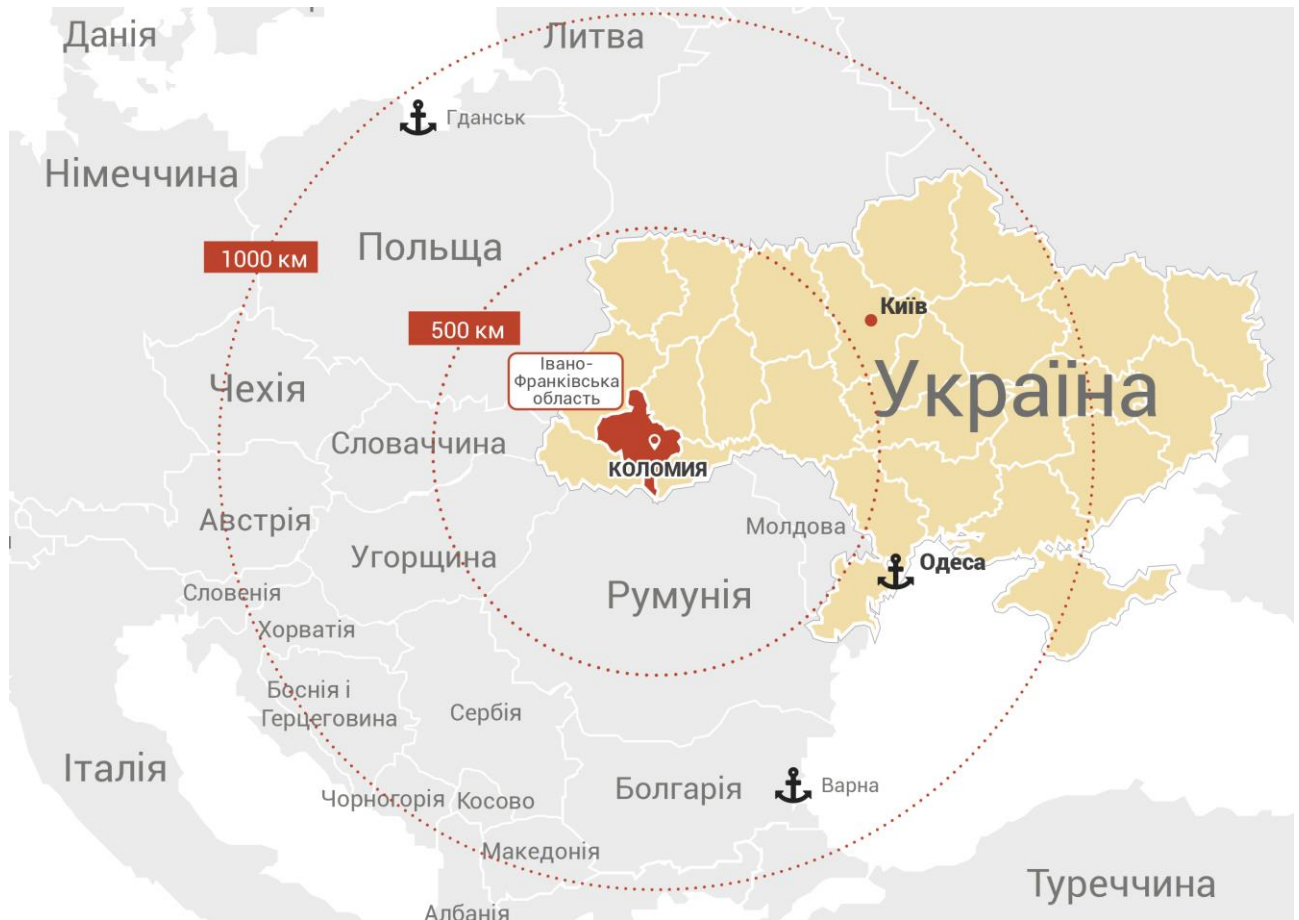 Данія
Литва
Гданськ
Німеччина
Польща
1000 км
Київ
500 км
Івано-
Франківська
область
Україна
Чехія
Словаччина
КОЛОМИЯ
Австрія
Молдова
Угорщина
Одеса
Словенія
Румунія
Хорватія
Боснія і
Герцеговина
Сербія
Італія
Болгарія
Варна
Чорногорія
Косово
Македонія
Туреччина
Албанія